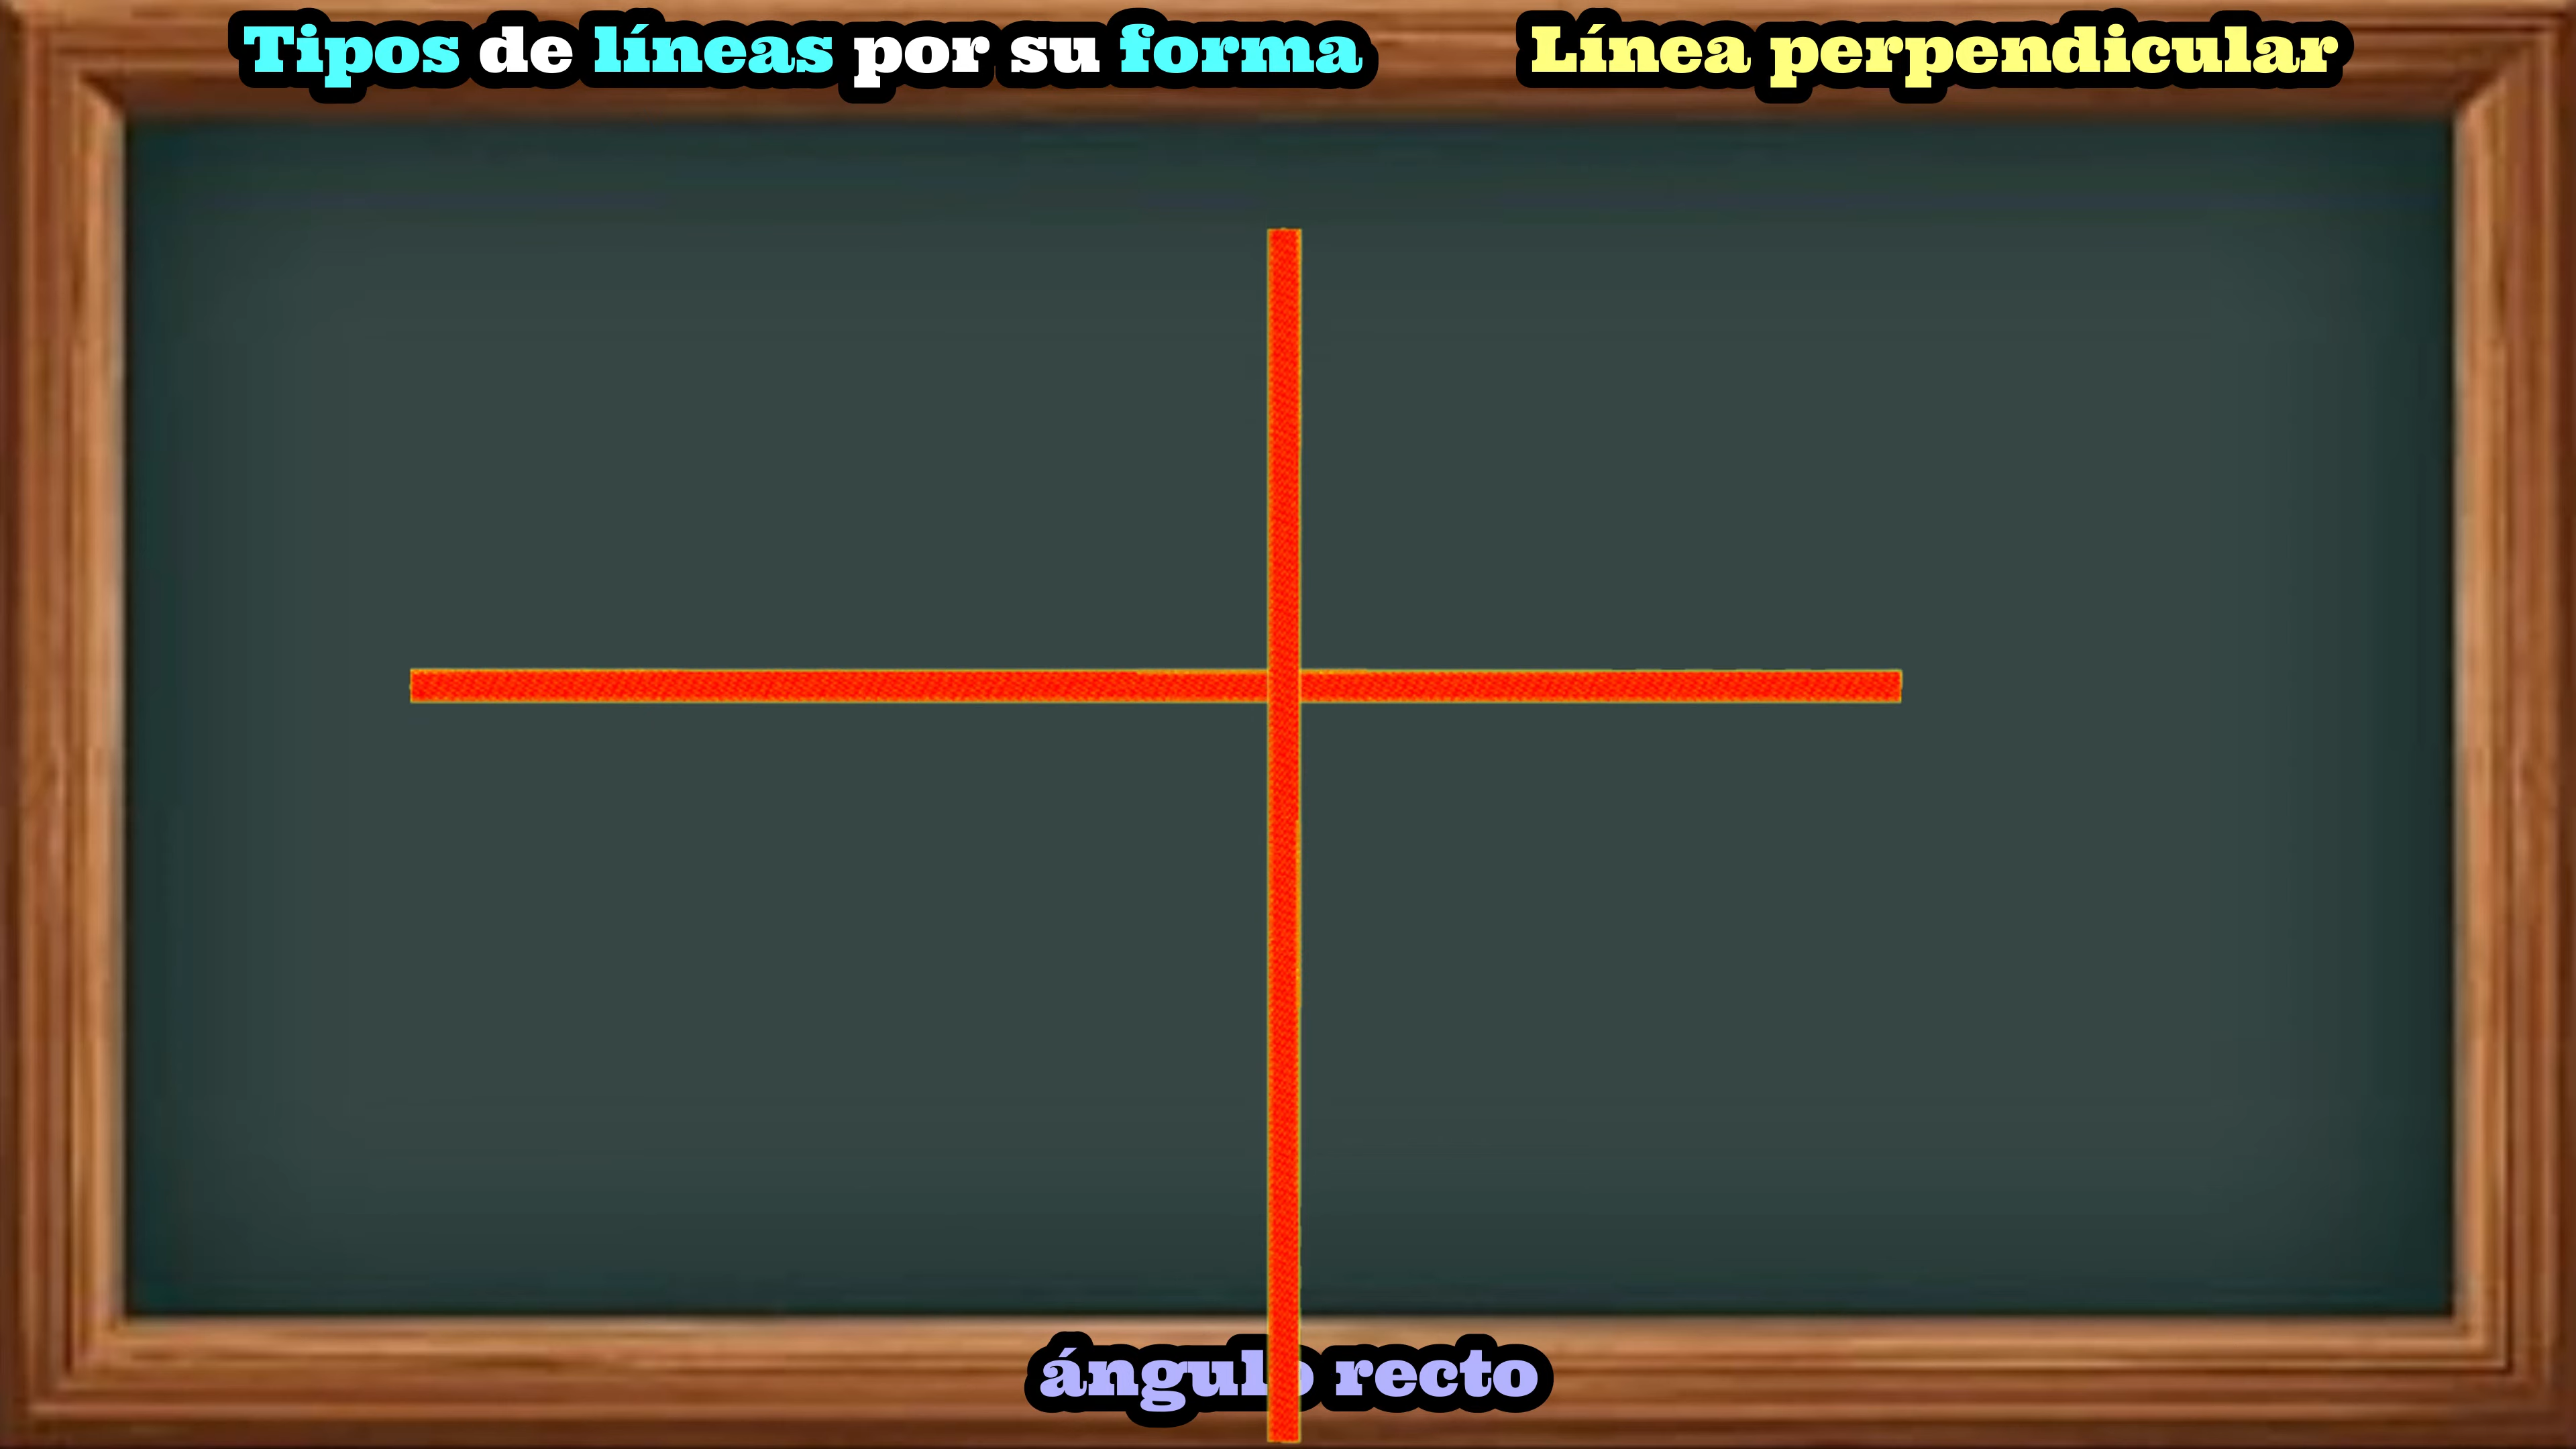 Tipos de líneas por su forma
Línea perpendicular
ángulo recto